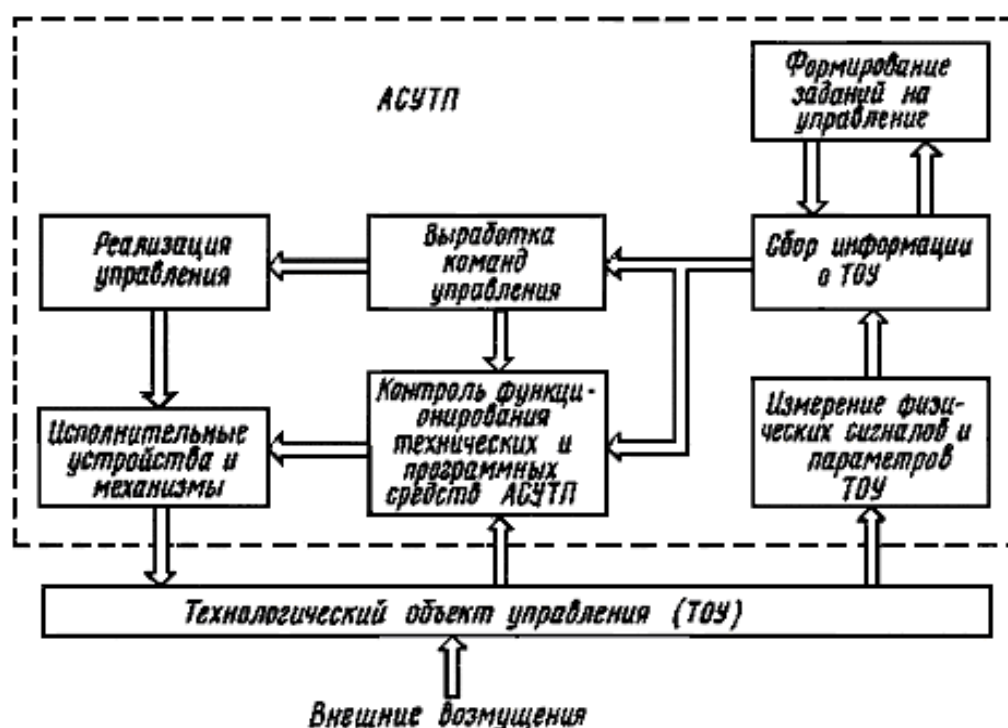 АСУТП
Формирование
заданий на
управление
Реализация
управления
Выработка
команд
управления
Сбор информации
о ТОУ
Исполнительные
устройства и
механизмы
Контроль функци-
онирования
технических и
программных
средств АСУТП
Измерение физи-
ческих сигналов и
параметров
ТОУ
Технологический объект управления (ТОУ)
Внешние возмущения